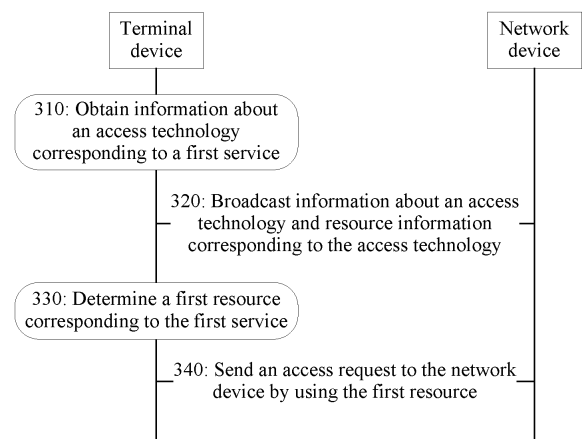 Terminal
device
Network
device
310: Obtain information about
an access technology
corresponding to a first service
320: Broadcast information about an access
technology and resource information
corresponding to the access technology
330: Determine a first resource
corresponding to the first service
340: Send an access request to the network
device by using the first resource